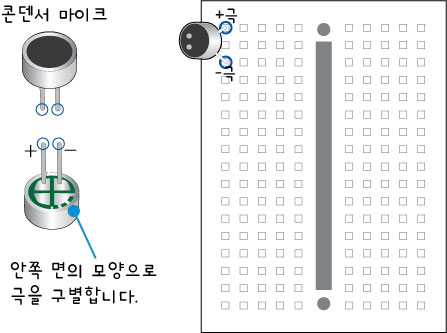 콘덴서 마이크
+극
-극
+ -
안쪽 면의 모양으로
극을 구별합니다.